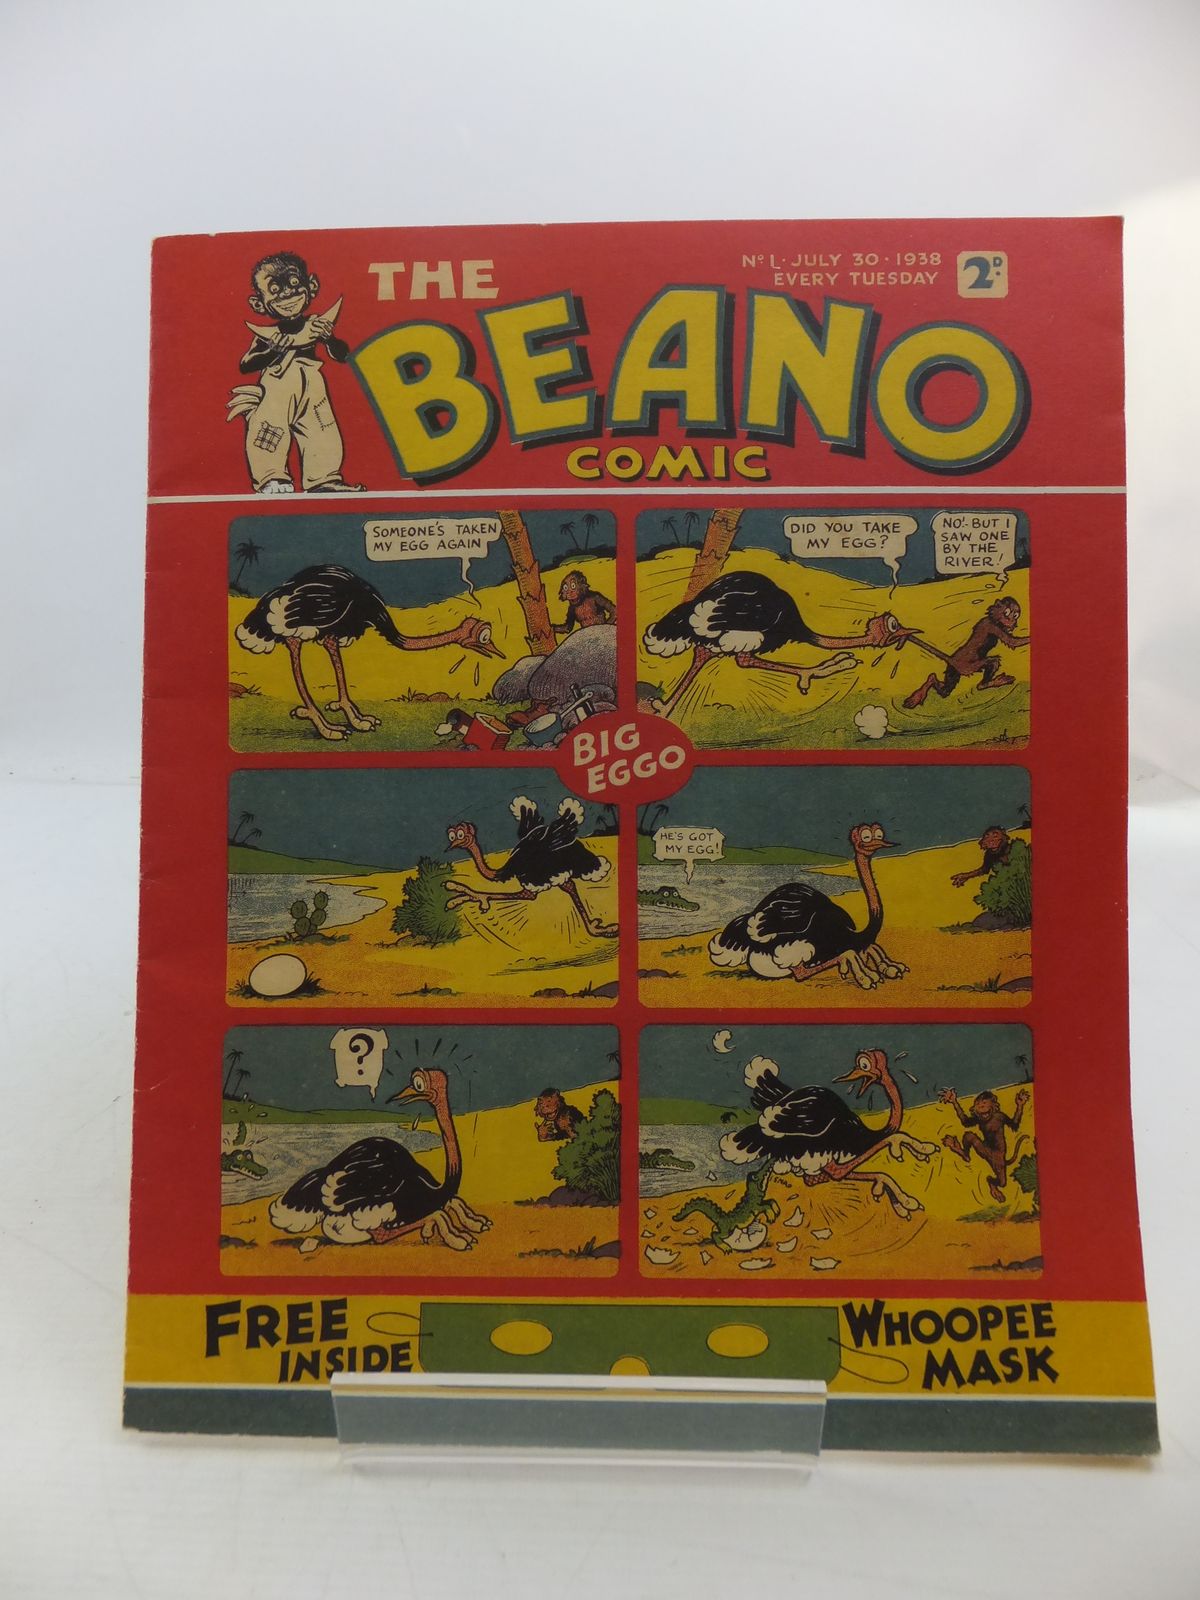 THE
BEANO
COMIC
Nº 1 · JULY 30 · 1938
EVERY TUESDAY
2D.
SOMEONE'S TAKEN
MY EGG AGAIN
DID YOU TAKE
MY EGG?
NO!-BUT I
SAW ONE
BY THE
RIVER!
BIG
EGGO
HE'S GOT
MY EGG!
?
SNAP
FREE
INSIDE
WHOOPEE
MASK